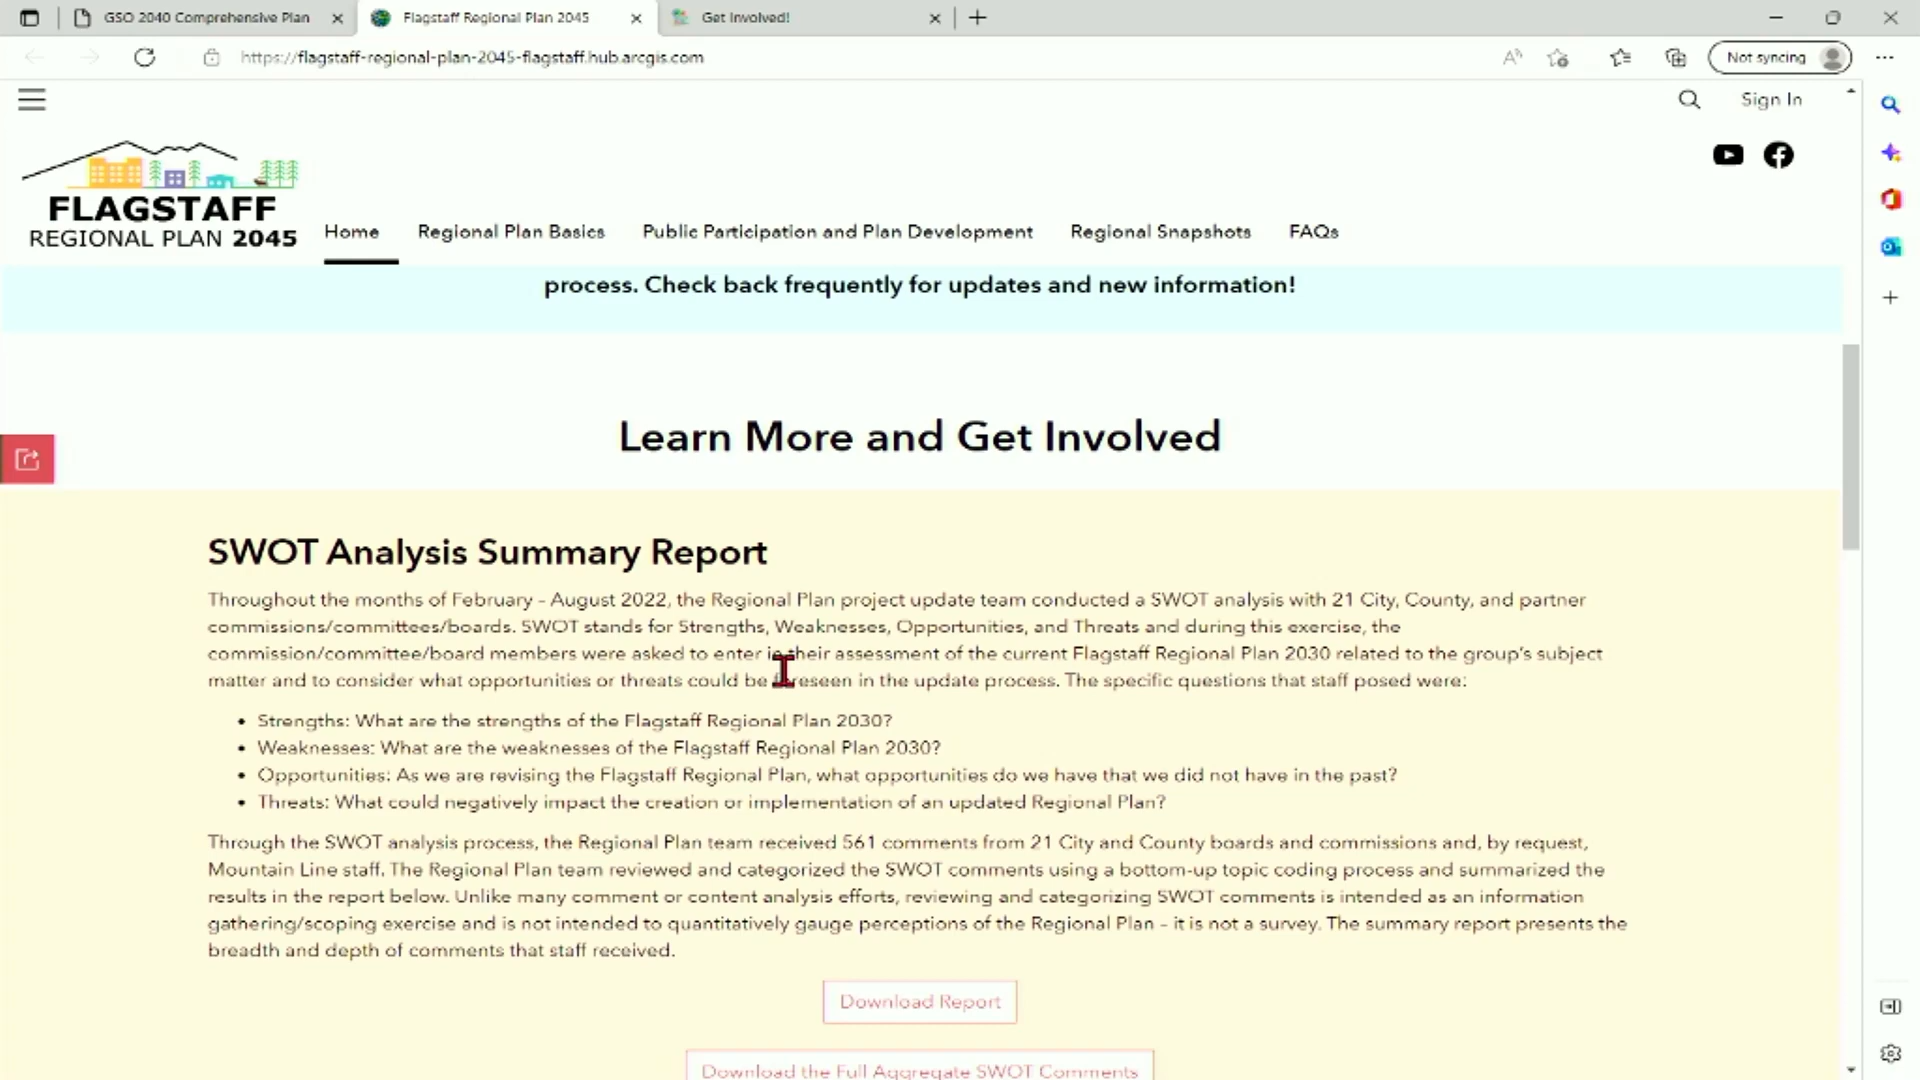 GSO 2040 Comprehensive Plan
Flagstaff Regional Plan 2045
Get Involved!
https://flagstaff-regional-plan-2045-flagstaff.hub.arcgis.com
Not syncing
Sign In
FLAGSTAFF
REGIONAL PLAN 2045
Home Regional Plan Basics Public Participation and Plan Development Regional Snapshots FAQs
process. Check back frequently for updates and new information!
Learn More and Get Involved
SWOT Analysis Summary Report
Throughout the months of February – August 2022, the Regional Plan project update team conducted a SWOT analysis with 21 City, County, and partner
commissions/committees/boards. SWOT stands for Strengths, Weaknesses, Opportunities, and Threats and during this exercise, the
commission/committee/board members were asked to enter in their assessment of the current Flagstaff Regional Plan 2030 related to the group's subject
matter and to consider what opportunities or threats could be foreseen in the update process. The specific questions that staff posed were:
• Strengths: What are the strengths of the Flagstaff Regional Plan 2030?
• Weaknesses: What are the weaknesses of the Flagstaff Regional Plan 2030?
• Opportunities: As we are revising the Flagstaff Regional Plan, what opportunities do we have that we did not have in the past?
• Threats: What could negatively impact the creation or implementation of an updated Regional Plan?
Through the SWOT analysis process, the Regional Plan team received 561 comments from 21 City and County boards and commissions and, by request,
Mountain Line staff. The Regional Plan team reviewed and categorized the SWOT comments using a bottom-up topic coding process and summarized the
results in the report below. Unlike many comment or content analysis efforts, reviewing and categorizing SWOT comments is intended as an information
gathering/scoping exercise and is not intended to quantitatively gauge perceptions of the Regional Plan – it is not a survey. The summary report presents the
breadth and depth of comments that staff received.
Download Report
Download the Full Aggregate SWOT Comments